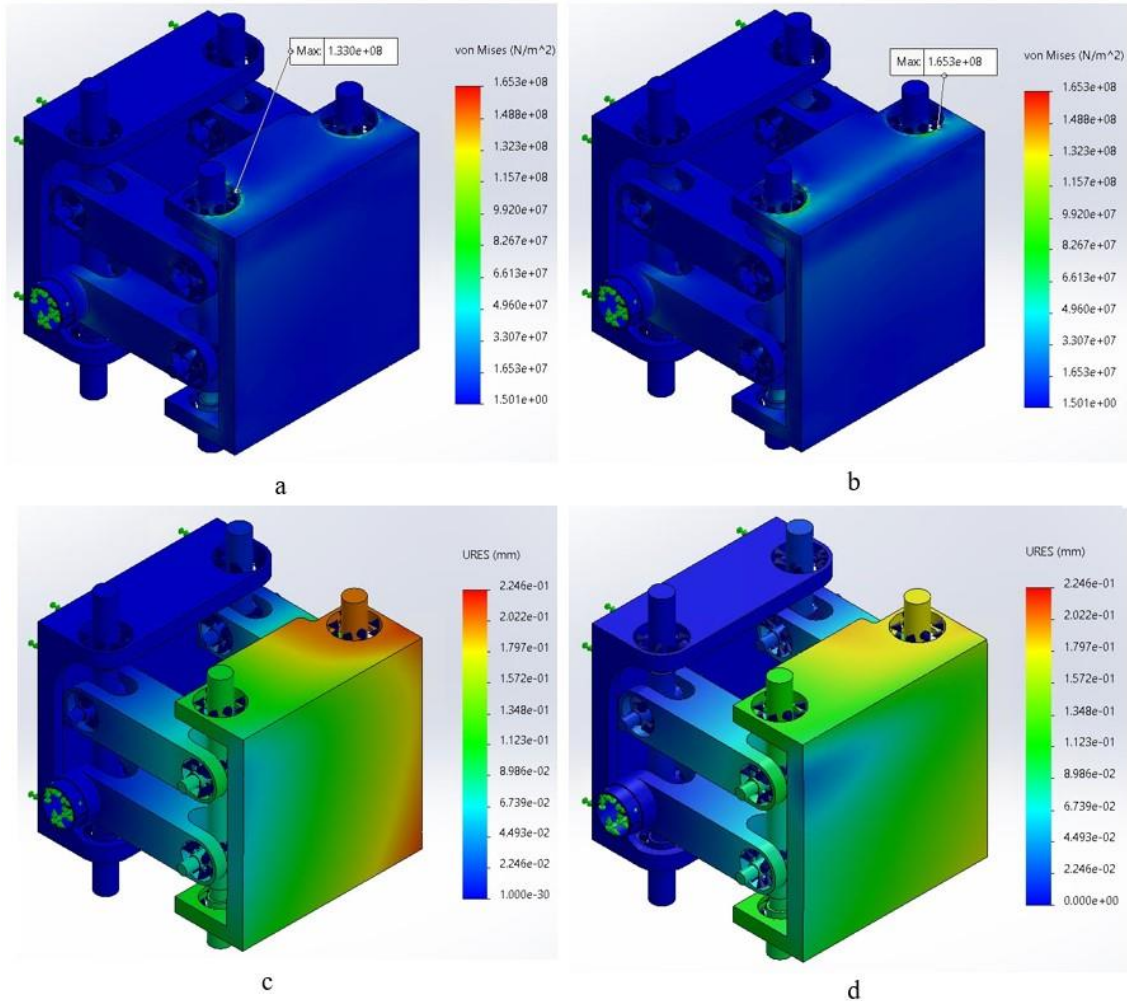 Max: 1.330e+08
von Mises (N/m^2)
1.653e+08
1.488e+08
1.323e+08
1.157e+08
9.920e+07
8.267e+07
6.613e+07
4.960e+07
3.307e+07
1.653e+07
1.501e+00
a
Max: 1.653e+08
von Mises (N/m^2)
1.653e+08
1.488e+08
1.323e+08
1.157e+08
9.920e+07
8.267e+07
6.613e+07
4.960e+07
3.307e+07
1.653e+07
1.501e+00
b
URES (mm)
2.246e-01
2.022e-01
1.797e-01
1.572e-01
1.348e-01
1.123e-01
8.986e-02
6.739e-02
4.493e-02
2.246e-02
1.000e-30
c
URES (mm)
2.246e-01
2.022e-01
1.797e-01
1.572e-01
1.348e-01
1.123e-01
8.986e-02
6.739e-02
4.493e-02
2.246e-02
0.000e+00
d